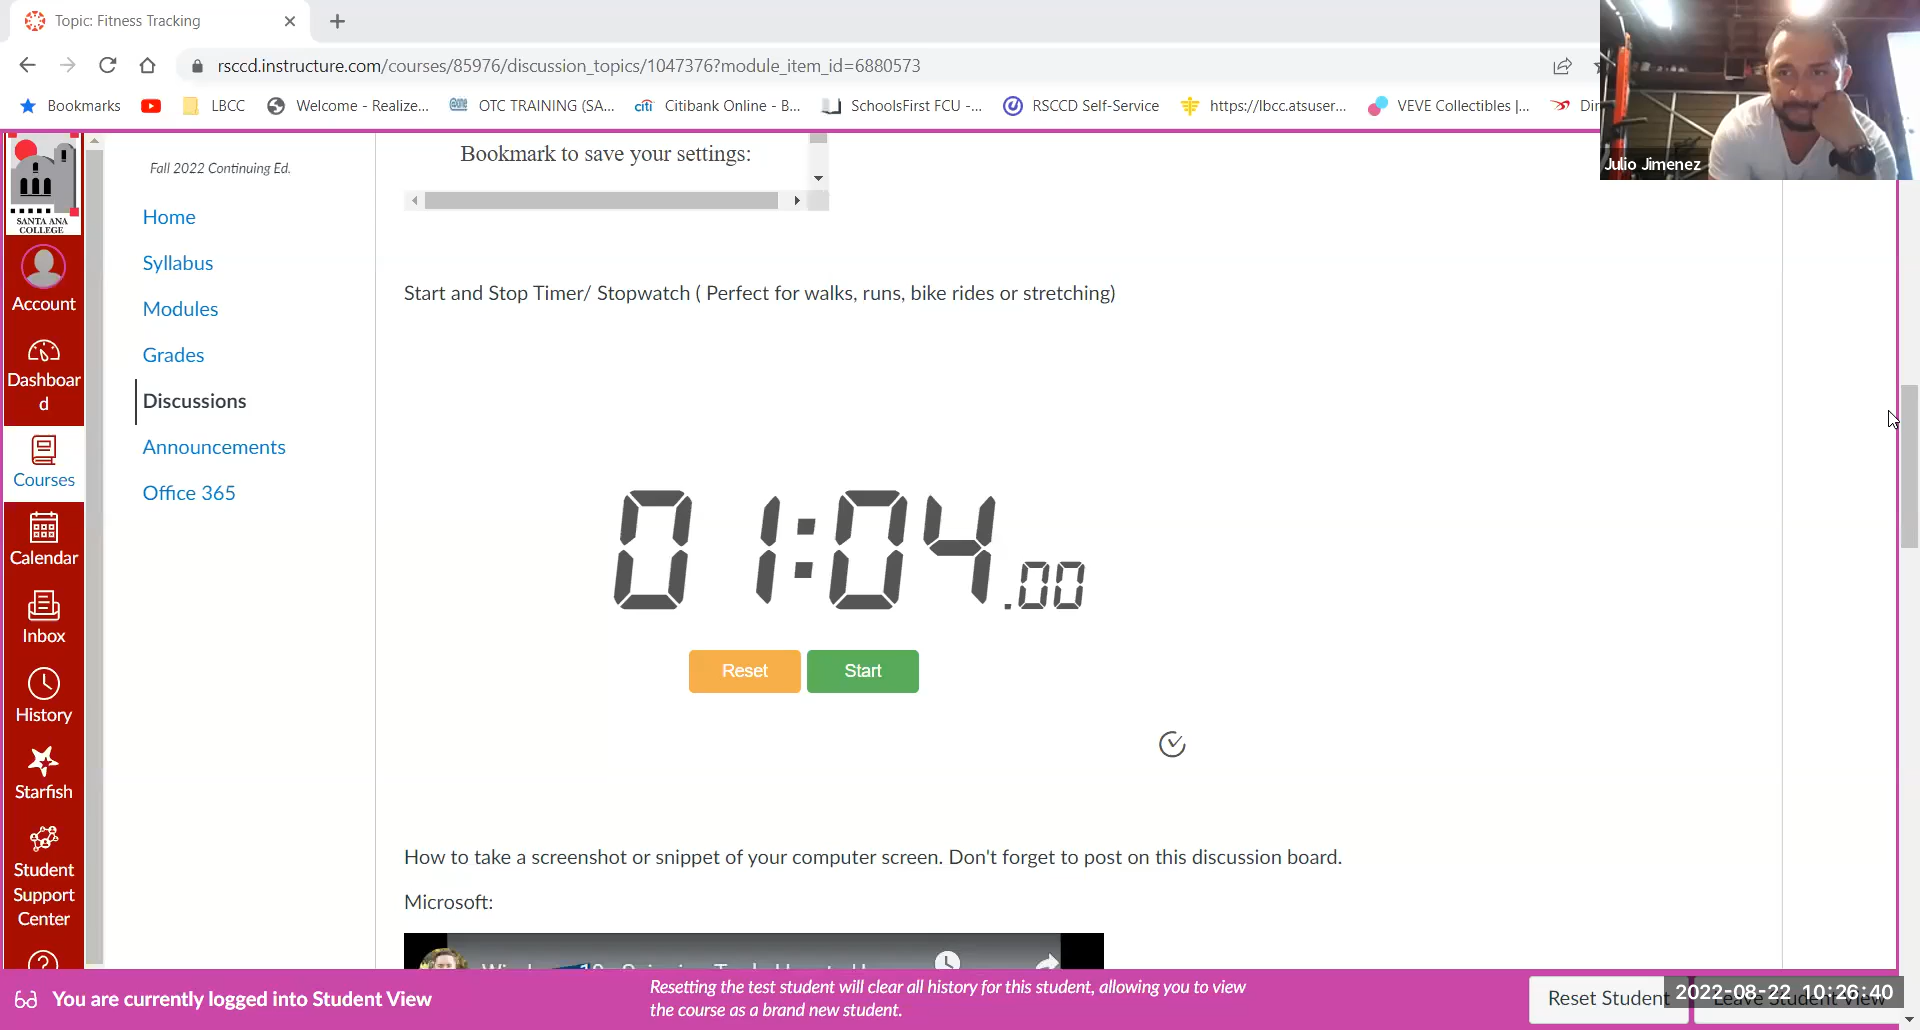 Topic: Fitness Tracking
rsccd.instructure.com/courses/85976/discussion_topics/1047376?module_item_id=6880573
Bookmarks
LBCC
Welcome - Realize...
OTC TRAINING (SA...
citi
Citibank Online - B...
SchoolsFirst FCU -...
RSCCD Self-Service
https://lbcc.atsuser...
VEVE Collectibles |...
Julio Jimenez
SANTA ANA
COLLEGE
Account
Dashboar
d
Courses
Calendar
Inbox
History
Starfish
Student
Support
Center
Fall 2022 Continuing Ed.
Home
Syllabus
Modules
Grades
Discussions
Announcements
Office 365
Bookmark to save your settings:
Start and Stop Timer/ Stopwatch ( Perfect for walks, runs, bike rides or stretching)
01:04.00
Reset
Start
How to take a screenshot or snippet of your computer screen. Don't forget to post on this discussion board.
Microsoft:
You are currently logged into Student View
Resetting the test student will clear all history for this student, allowing you to view
the course as a brand new student.
Reset Student
Leave Student View
2022-08-22 10:26:40